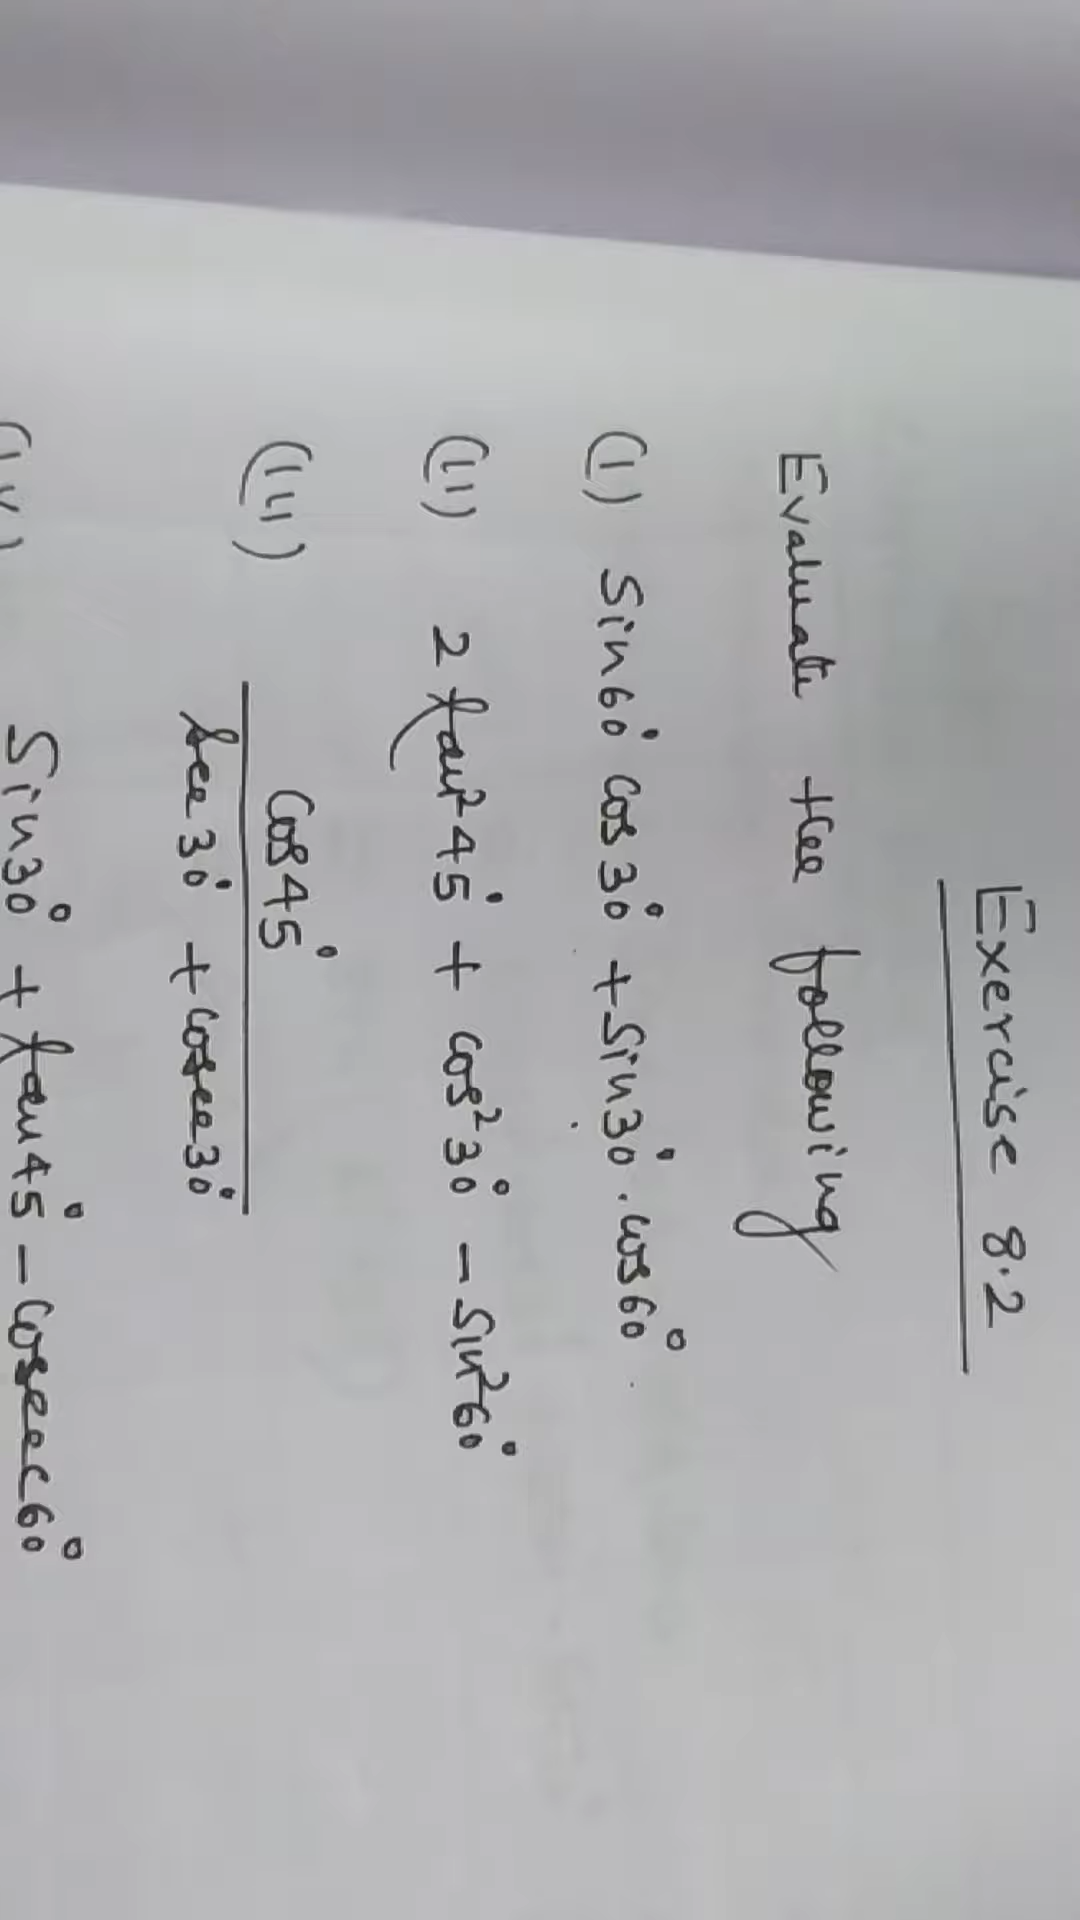 Exercise 8.2
Evaluate the following
(i) Sin60° cos30° + Sin30° . cos60°
(ii) 2 tan²45° + cos²30° - Sin²60°
(iii) Cos45°
Sec30° + Cosec30°
(iv) Sin30° + tan45° - Cosec60°